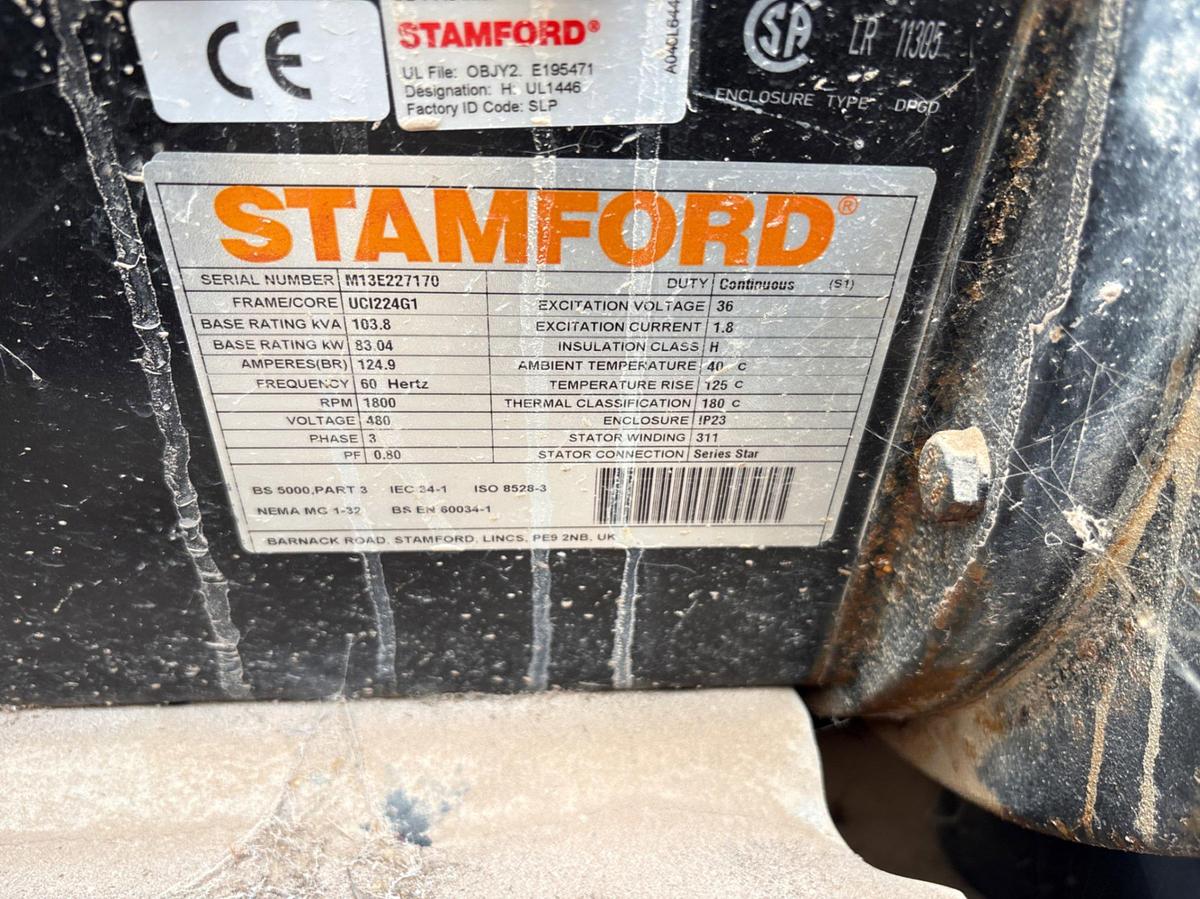 CE
STAMFORD®
UL File: OBJY2. E195471
Designation: H: UL1446
Factory ID Code: SLP
A040L644
SA LR 11305
ENCLOSURE TYPE DPGD
STAMFORD®
SERIAL NUMBER M13E227170 DUTY Continuous (S1)
FRAME/CORE UCI224G1 EXCITATION VOLTAGE 36
BASE RATING KVA 103.8 EXCITATION CURRENT 1.8
BASE RATING KW 83.04 INSULATION CLASS H
AMPERES(BR) 124.9 AMBIENT TEMPERATURE 40 C
FREQUENCY 60 Hertz TEMPERATURE RISE 125 C
RPM 1800 THERMAL CLASSIFICATION 180 C
VOLTAGE 480 ENCLOSURE IP23
PHASE 3 STATOR WINDING 311
PF 0.80 STATOR CONNECTION Series Star
BS 5000,PART 3 IEC 34-1 ISO 8528-3
NEMA MG 1-32 BS EN 60034-1
BARNACK ROAD, STAMFORD, LINCS, PE9 2NB, UK